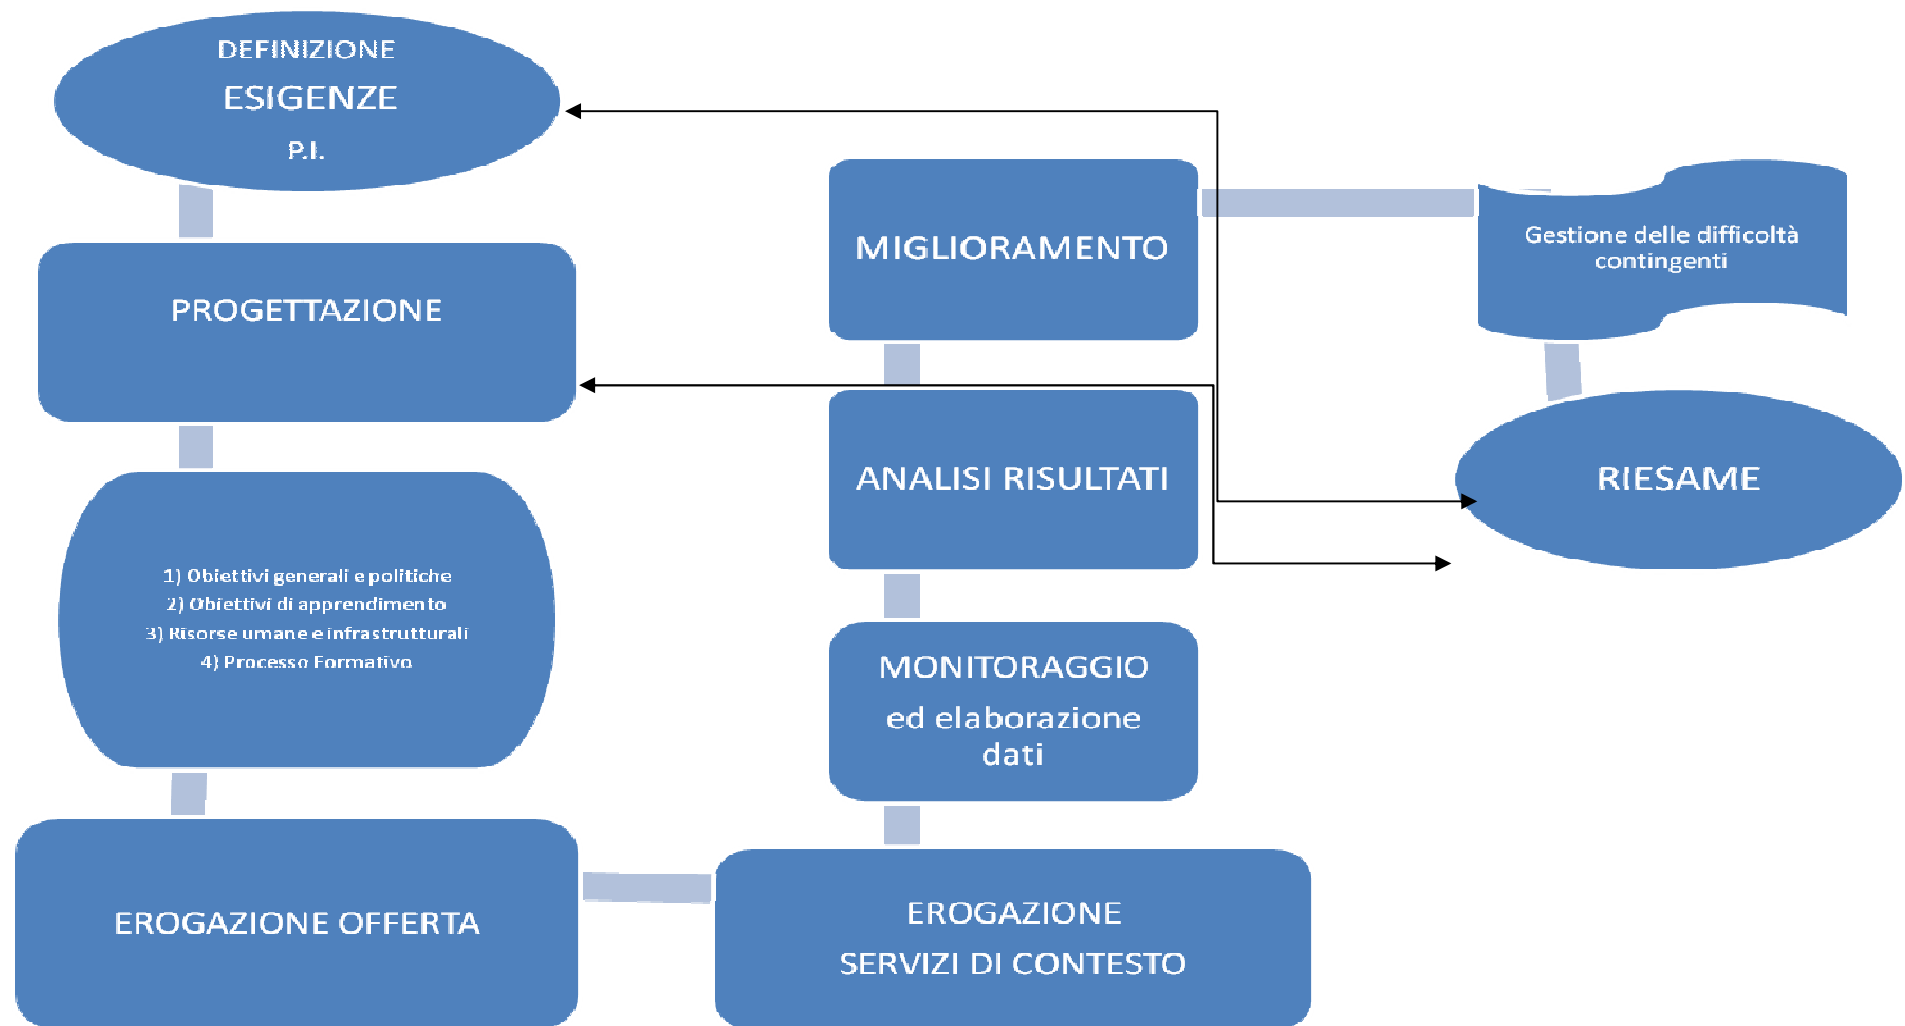 DEFINIZIONE
ESIGENZE
P.I.
PROGETTAZIONE
1) Obiettivi generali e politiche
2) Obiettivi di apprendimento
3) Risorse umane e infrastrutturali
4) Processo Formativo
EROGAZIONE OFFERTA
EROGAZIONE
SERVIZI DI CONTESTO
MONITORAGGIO
ed elaborazione
dati
ANALISI RISULTATI
MIGLIORAMENTO
Gestione delle difficoltà
contingenti
RIESAME